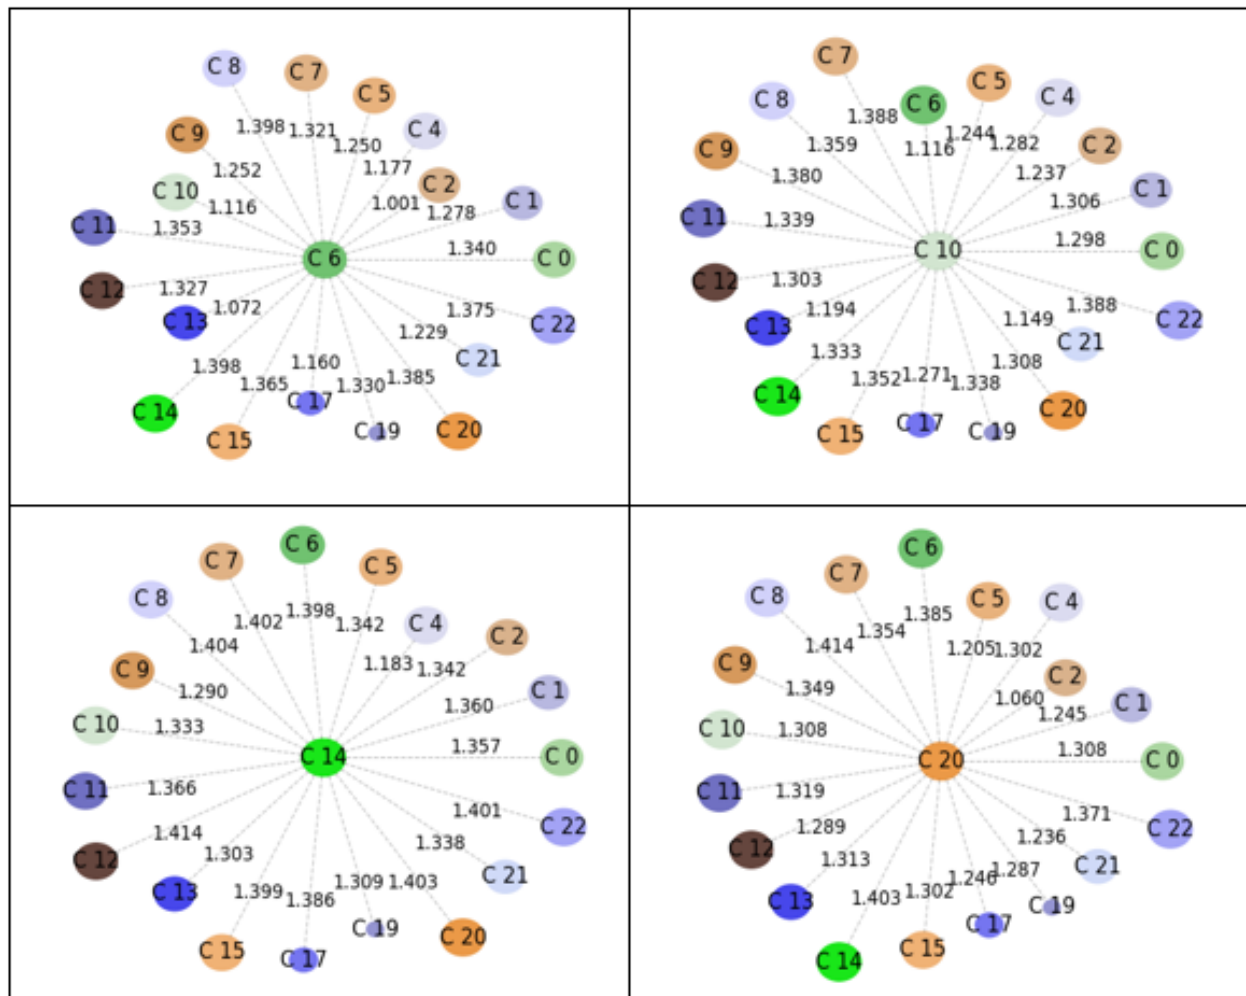 C 8
C 7
C 5
C 4
C 9
C 2
C 10
C 1
C 11
C 6
C 0
C 12
C 13
C 22
C 21
C 14
C 17
C 15
C 19
C 20
1.398
1.321
1.250
1.177
1.252
1.001
1.116
1.278
1.353
1.340
1.327
1.072
1.375
1.229
1.398
1.160
1.365
1.330
1.385
C 7
C 5
C 8
C 6
C 4
C 9
C 2
C 1
C 11
C 10
C 0
C 12
C 13
C 22
C 21
C 14
C 17
C 15
C 19
C 20
1.388
1.244
1.282
1.359
1.116
1.380
1.237
1.306
1.339
1.298
1.303
1.194
1.388
1.149
1.333
1.308
1.352
1.271
1.338
C 6
C 7
C 5
C 8
C 4
C 2
C 9
C 1
C 10
C 14
C 0
C 11
C 22
C 12
C 21
C 13
C 19
C 20
C 15
C 17
1.402
1.398
1.342
1.404
1.183
1.342
1.290
1.360
1.333
1.357
1.366
1.401
1.414
1.338
1.303
1.309
1.403
1.399
1.386
C 6
C 7
C 5
C 8
C 4
C 9
C 2
C 1
C 10
C 20
C 0
C 11
C 22
C 12
C 21
C 13
C 19
C 17
C 15
C 14
1.385
1.354
1.414
1.205
1.302
1.349
1.060
1.245
1.308
1.308
1.319
1.371
1.289
1.236
1.313
1.287
1.403
1.302
1.246